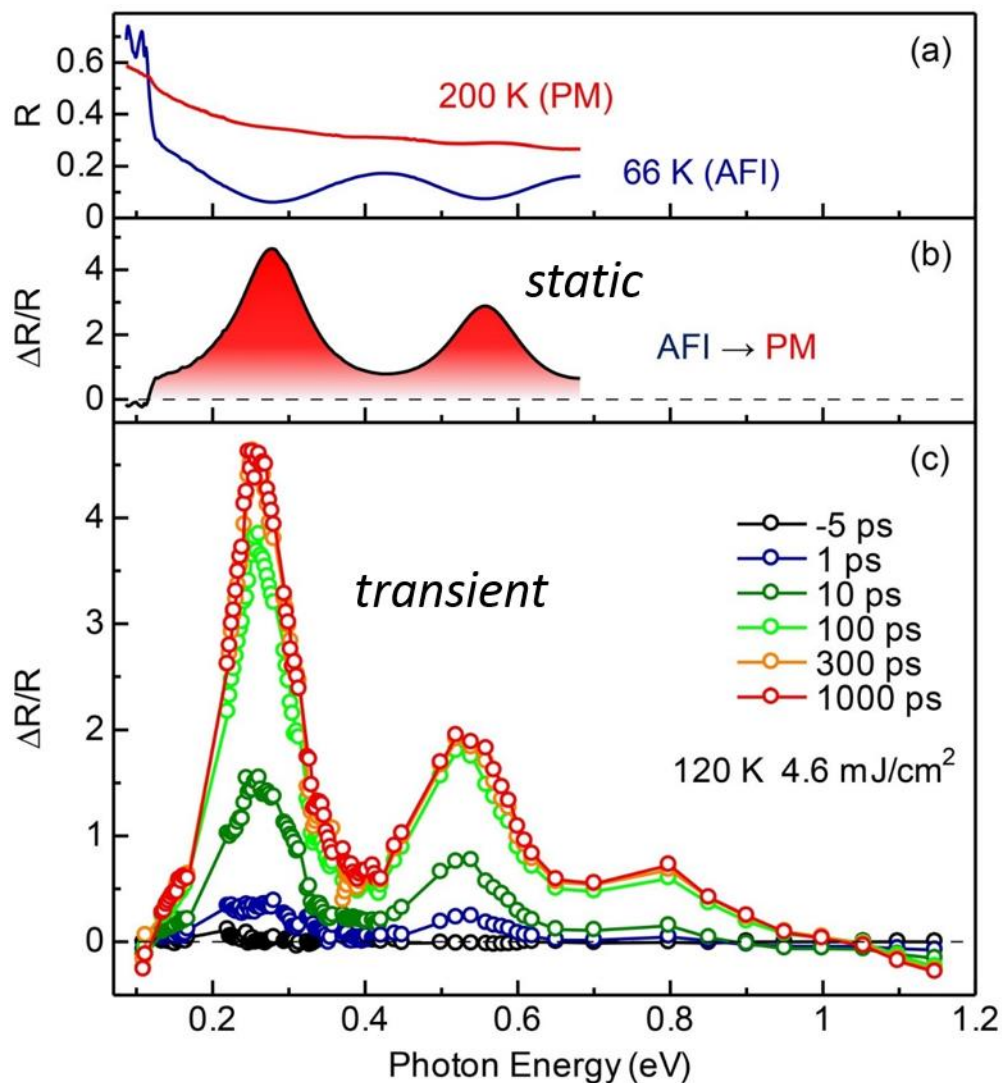 (a)
0.6
0.4
0.2
0
R
200 K (PM)
66 K (AFI)
(b)
4
2
0
ΔR/R
static
AFI → PM
(c)
4
3
2
1
0
ΔR/R
transient
-5 ps
1 ps
10 ps
100 ps
300 ps
1000 ps
120 K 4.6 mJ/cm²
0.2 0.4 0.6 0.8 1 1.2
Photon Energy (eV)